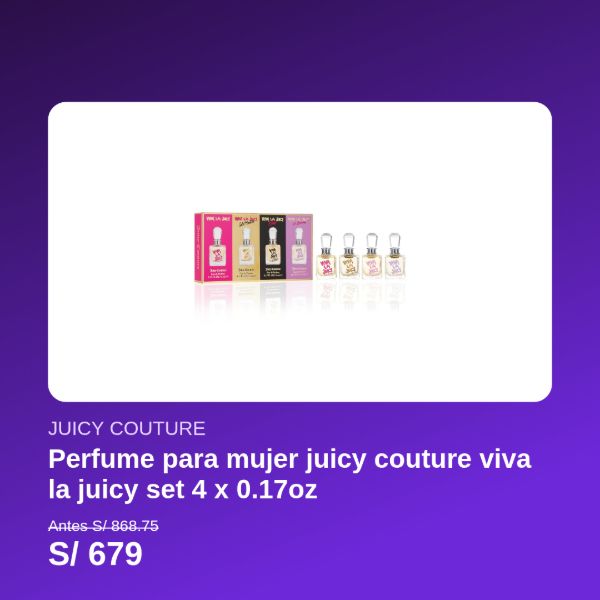 JUICY COUTURE
Perfume para mujer juicy couture viva
la juicy set 4 x 0.17oz
Antes S/ 868.75
S/ 679